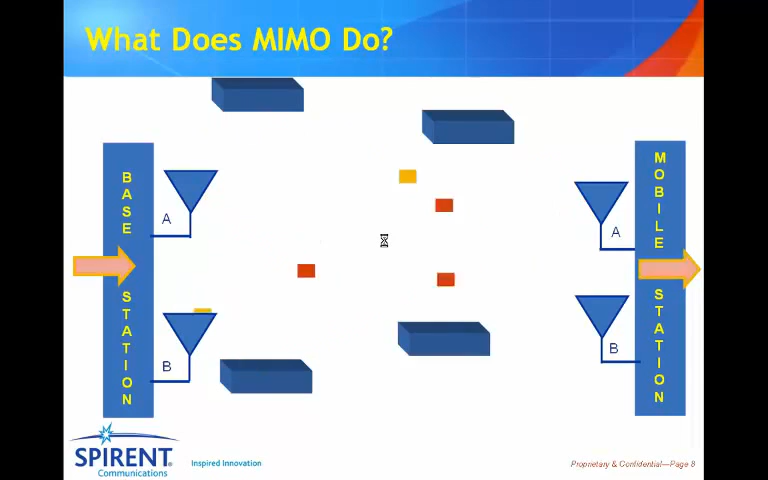 What Does MIMO Do?
BASE STATION
A
B
MOBILE STATION
A
B
SPIRENT®
Communications
Inspired Innovation
Proprietary & Confidential—Page 8